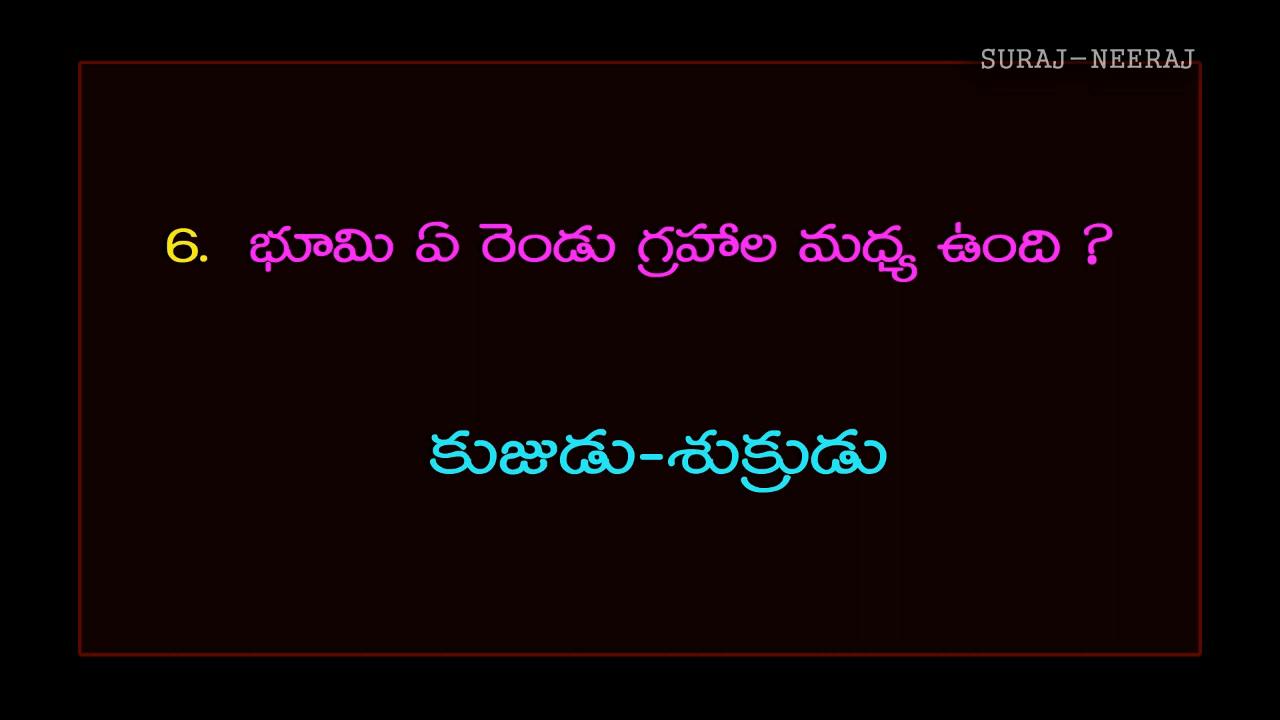 SURAJ-NEERAJ
6. భూమి ఏ రెండు గ్రహాల మధ్య ఉంది ?
కుజుడు-శుక్రుడు